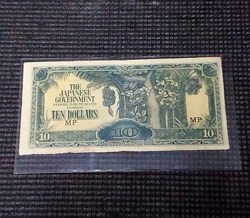 THE
JAPANESE
GOVERNMENT
TEN DOLLARS
MP
MP
10
10